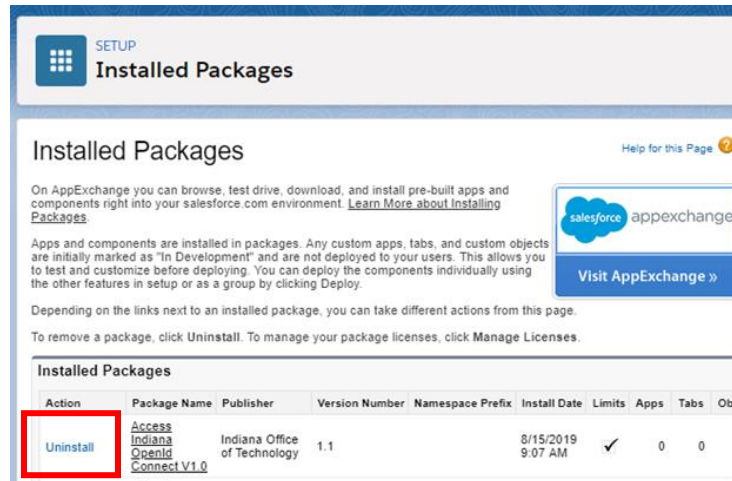 SETUP
Installed Packages
Installed Packages
Help for this Page
On AppExchange you can browse, test drive, download, and install pre-built apps and
components right into your salesforce.com environment. Learn More about Installing
Packages.
Apps and components are installed in packages. Any custom apps, tabs, and custom objects
are initially marked as "In Development" and are not deployed to your users. This allows you
to test and customize before deploying. You can deploy the components individually using
the other features in setup or as a group by clicking Deploy.
Depending on the links next to an installed package, you can take different actions from this page.
To remove a package, click Uninstall. To manage your package licenses, click Manage Licenses.
salesforce appexchange
Visit AppExchange »
Installed Packages
Action Package Name Publisher Version Number Namespace Prefix Install Date Limits Apps Tabs Ob
Uninstall
Access
Indiana
OpenId
Connect V1.0
Indiana Office
of Technology
1.1
8/15/2019
9:07 AM
✓ 0 0